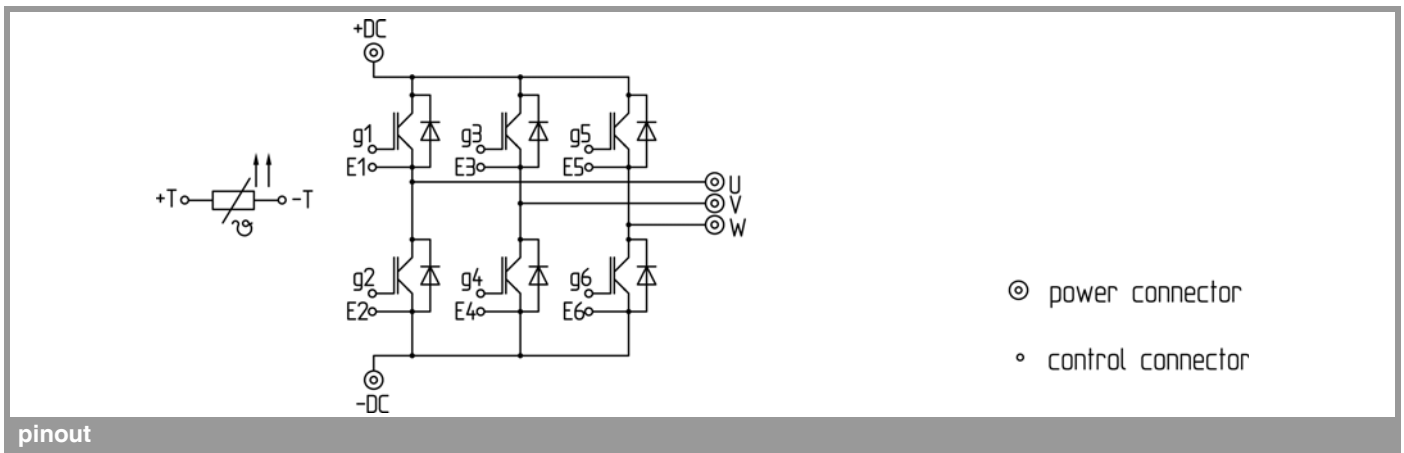 +DC
g1
g3
g5
E1
E3
E5
+T
-T
ϑ
U
V
W
g2
g4
g6
E2
E4
E6
power connector
control connector
-DC
pinout